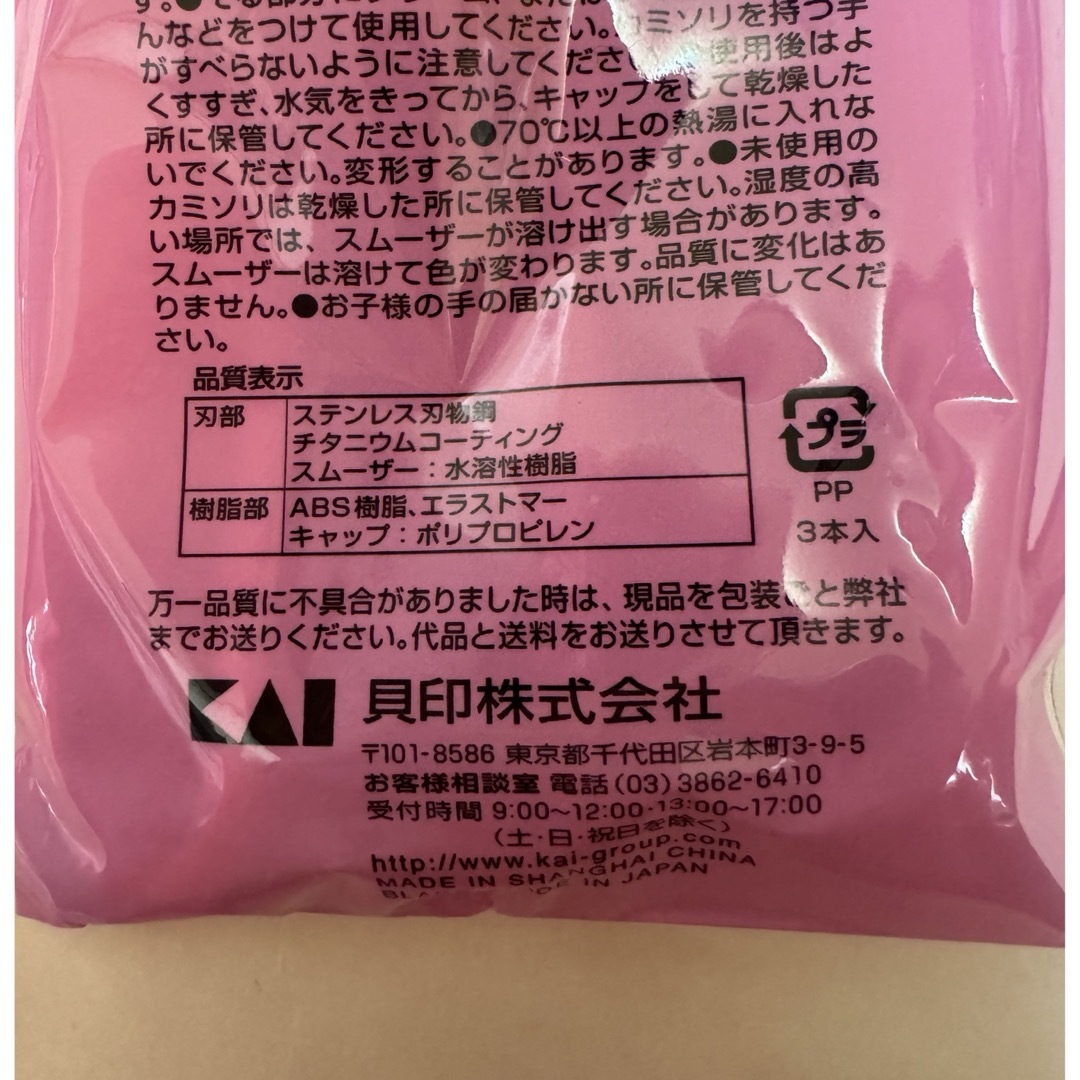 す。●そる部分に
んなどをつけて使用してください。カミソリを持つ手
がすべらないように注意してくださ 使用後はよ
くすすぎ、水気をきってから、キャップをして乾燥した
所に保管してください。●70℃以上の熱湯に入れな
いでください。変形することがあります。●未使用の
カミソリは乾燥した所に保管してください。湿度の高
い場所では、スムーザーが溶け出す場合があります。
スムーザーは溶けて色が変わります。品質に変化はあ
りません。●お子様の手の届かない所に保管してくだ
さい。
品質表示
刃部 ステンレス刃物鋼
チタニウムコーティング
スムーザー：水溶性樹脂
樹脂部 ABS樹脂、エラストマー
キャップ：ポリプロピレン
プラ
PP
3本入
万一品質に不具合がありました時は、現品を包装ごと弊社
までお送りください。代品と送料をお送りさせて頂きます。
KAI 貝印株式会社
〒101-8586 東京都千代田区岩本町3-9-5
お客様相談室 電話(03)3862-6410
受付時間 9:00〜12:00・13:00〜17:00
(土・日・祝日を除く)
http://www.kai-group.com
MADE IN SHANGHAI CHINA
IN JAPAN